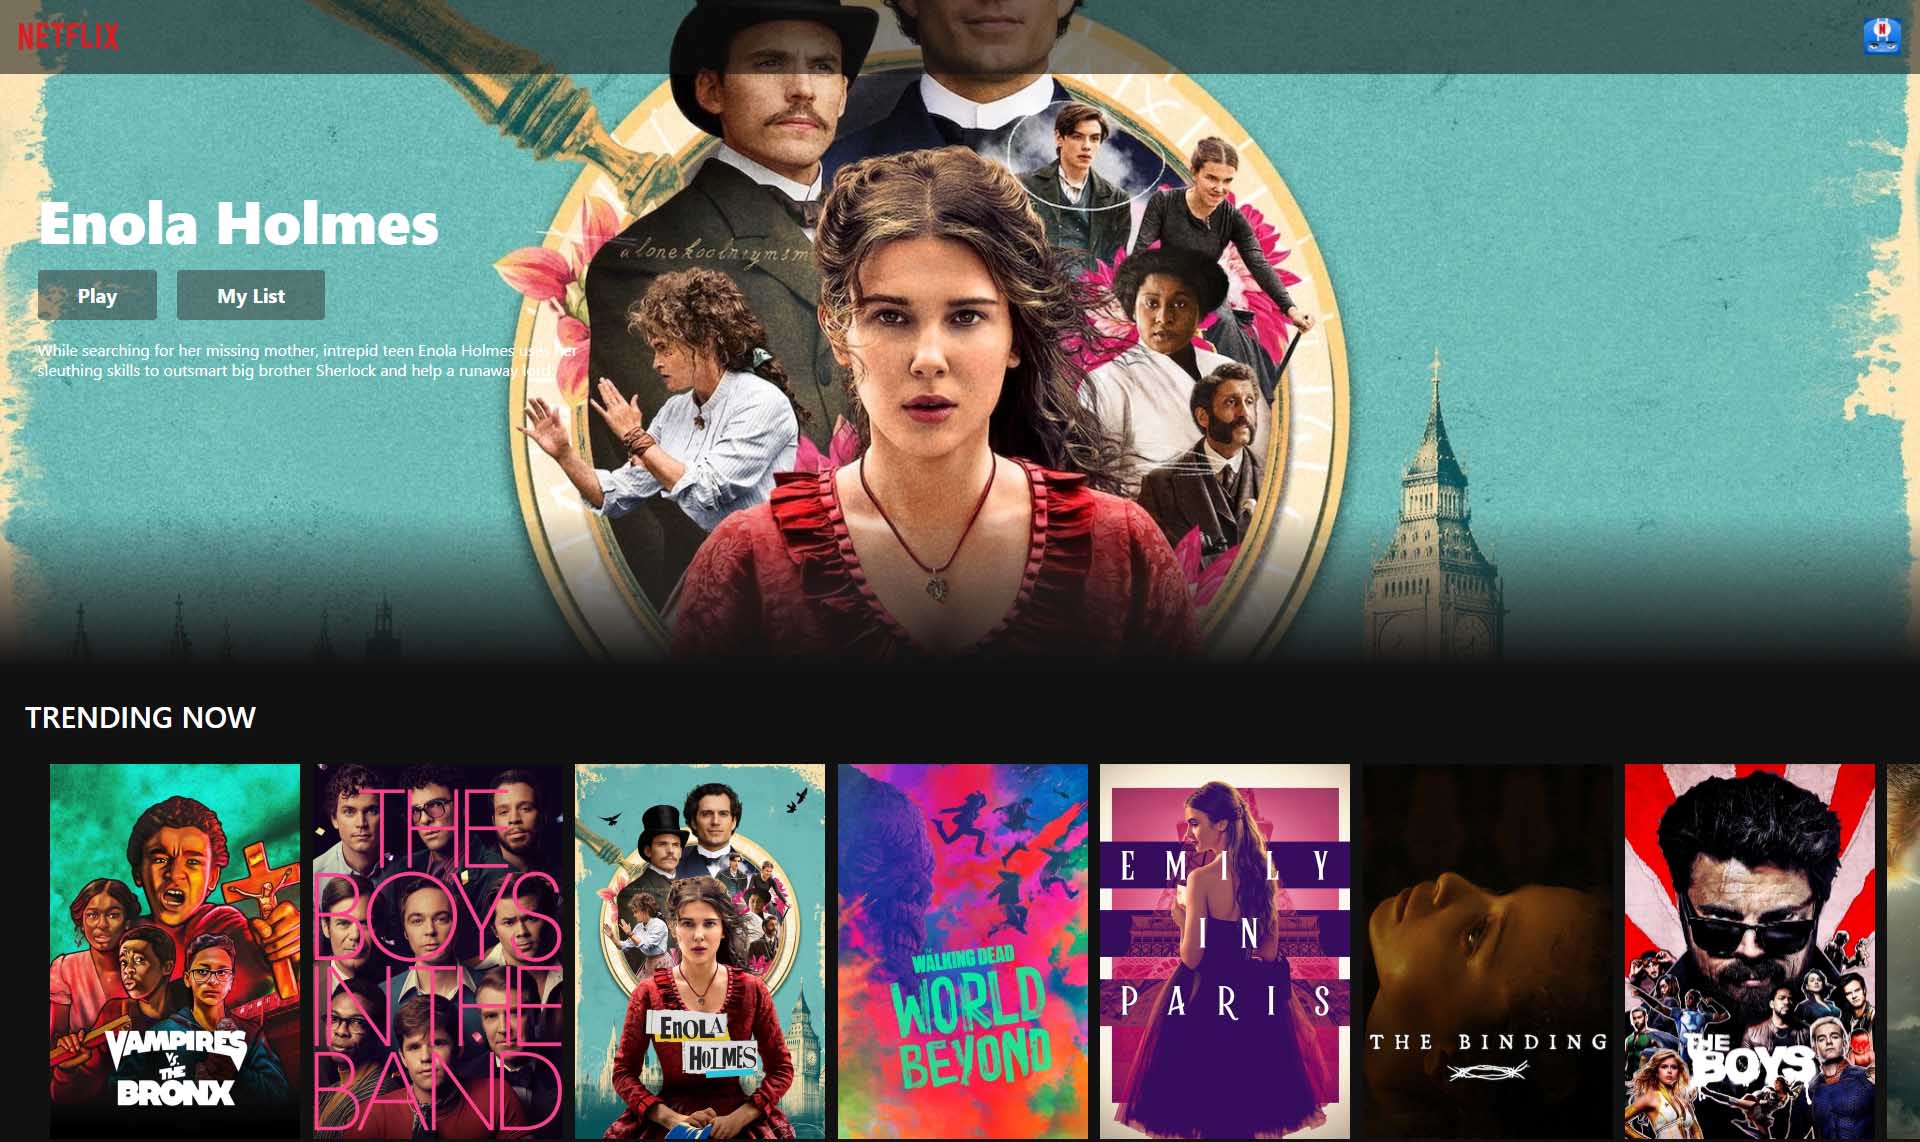 NETFLIX
Enola Holmes
Play
My List
While searching for her missing mother, intrepid teen Enola Holmes uses her
sleuthing skills to outsmart big brother Sherlock and help a runaway lord.
TRENDING NOW
VAMPIRES
VS.
THE
BRONX
THE
BOYS
IN THE
BAND
ENOLA
HOLMES
THE
WALKING DEAD
WORLD
BEYOND
EMILY
IN
PARIS
THE BINDING
THE
BOYS